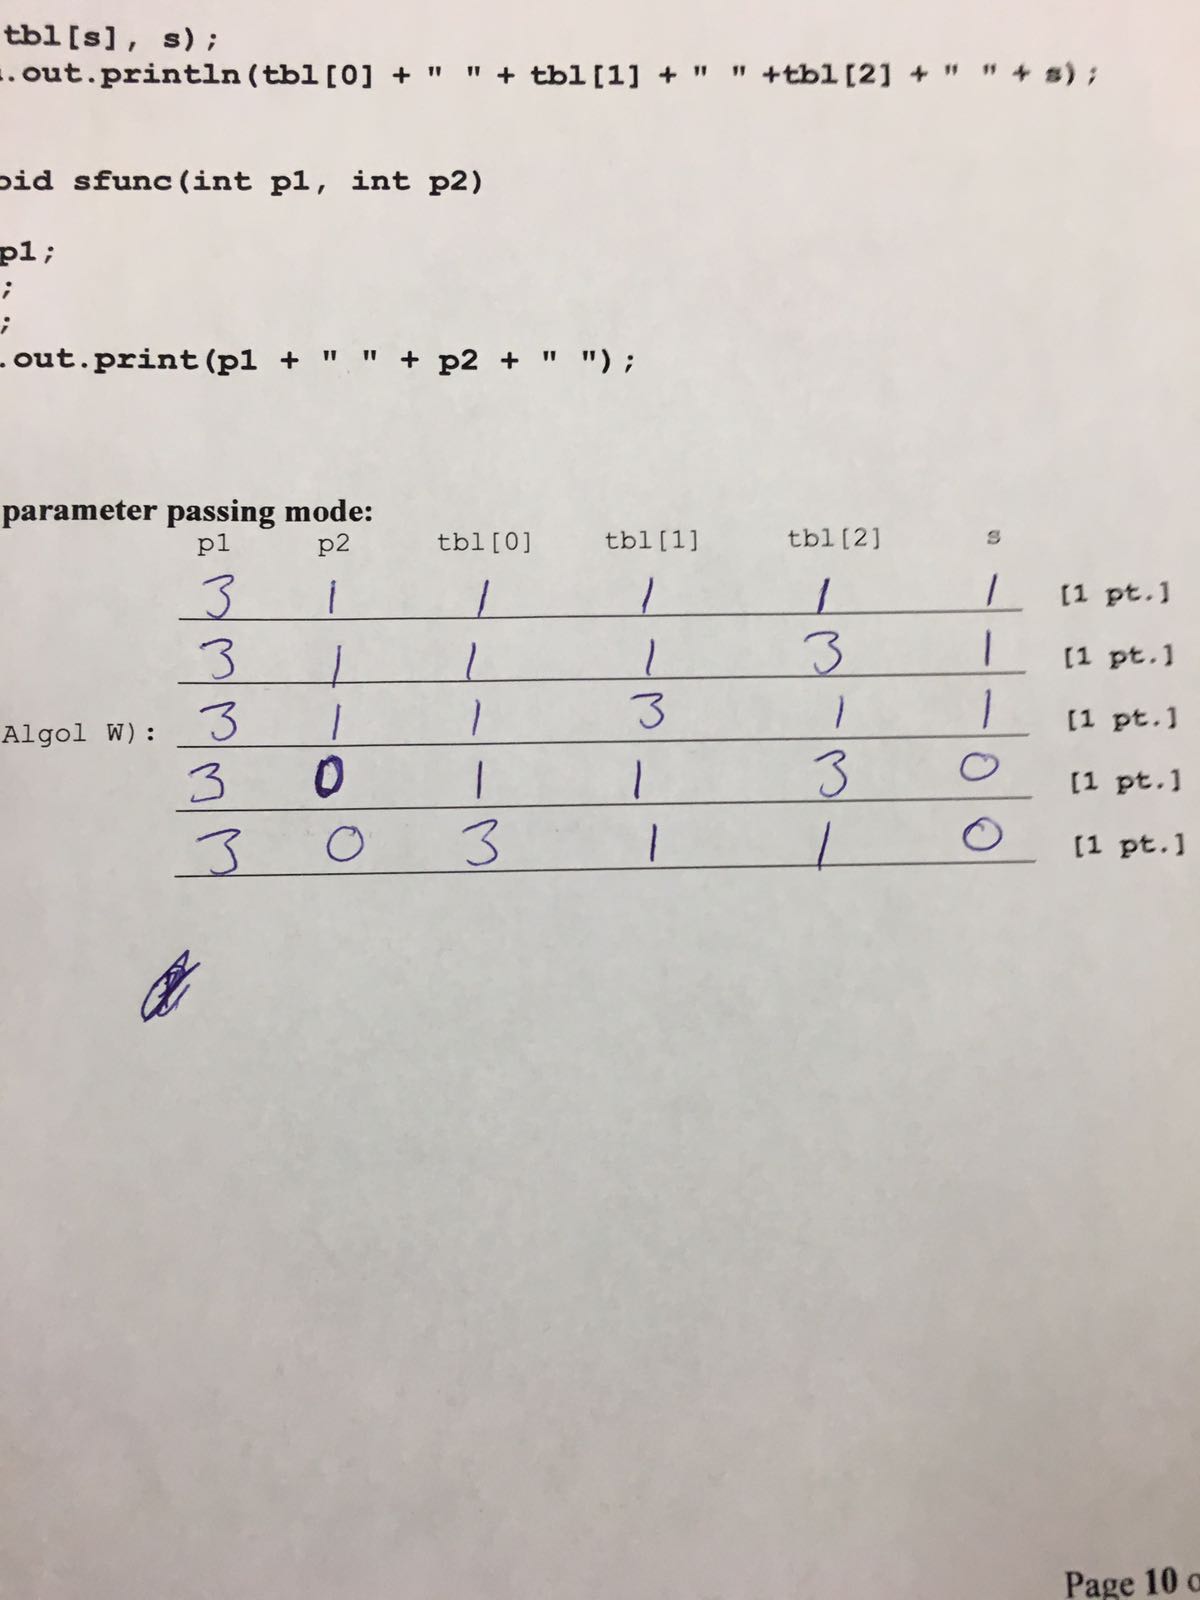 tbl[s], s);
.out.println(tbl[0] + " " + tbl[1] + " " +tbl[2] + " " + s);
oid sfunc(int p1, int p2)
p1;
;
;
.out.print(p1 + " " + p2 + " ");
parameter passing mode:
p1 p2 tbl[0] tbl[1] tbl[2] s
3 1 1 1 1 1 [1 pt.]
3 1 1 1 3 1 [1 pt.]
Algol W): 3 1 1 3 1 1 [1 pt.]
3 0 1 1 3 0 [1 pt.]
3 0 3 1 1 0 [1 pt.]
Page 10 o